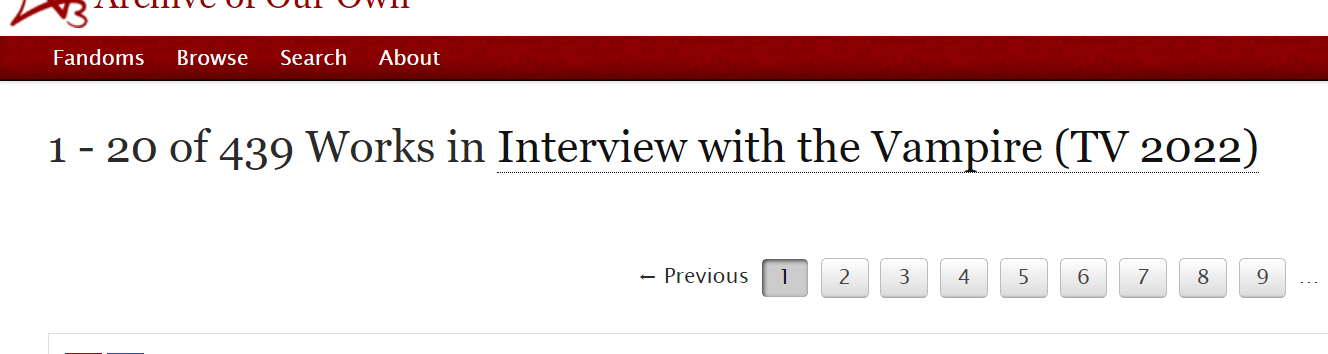 Archive of Our Own
Fandoms Browse Search About
1 - 20 of 439 Works in Interview with the Vampire (TV 2022)
← Previous 1 2 3 4 5 6 7 8 9 …